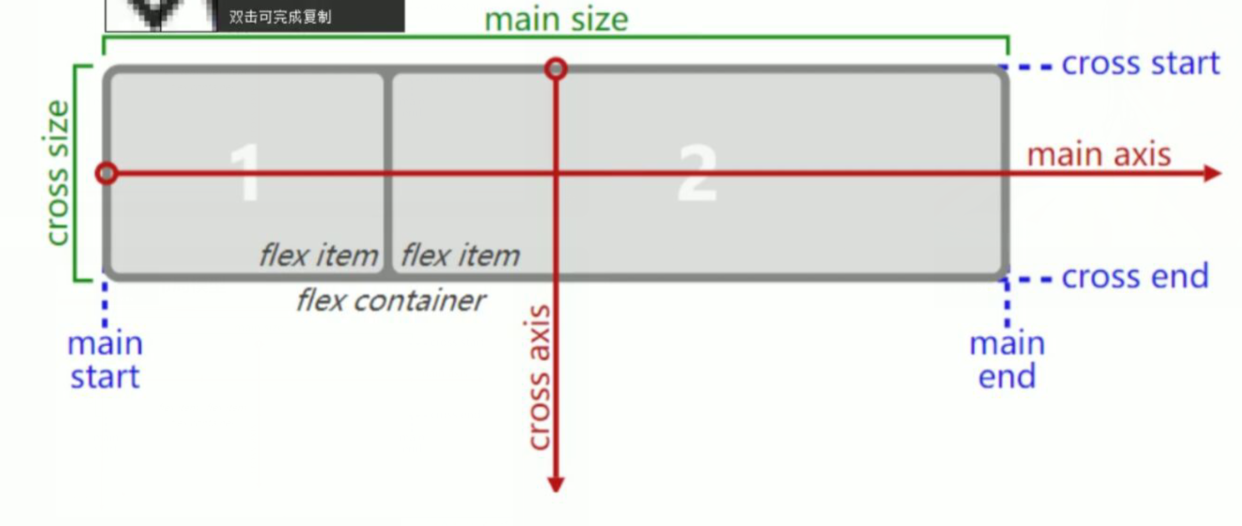 双击可完成复制
main size
cross start
cross size
1
2
main axis
flex item
flex item
cross end
flex container
main
start
cross axis
main
end